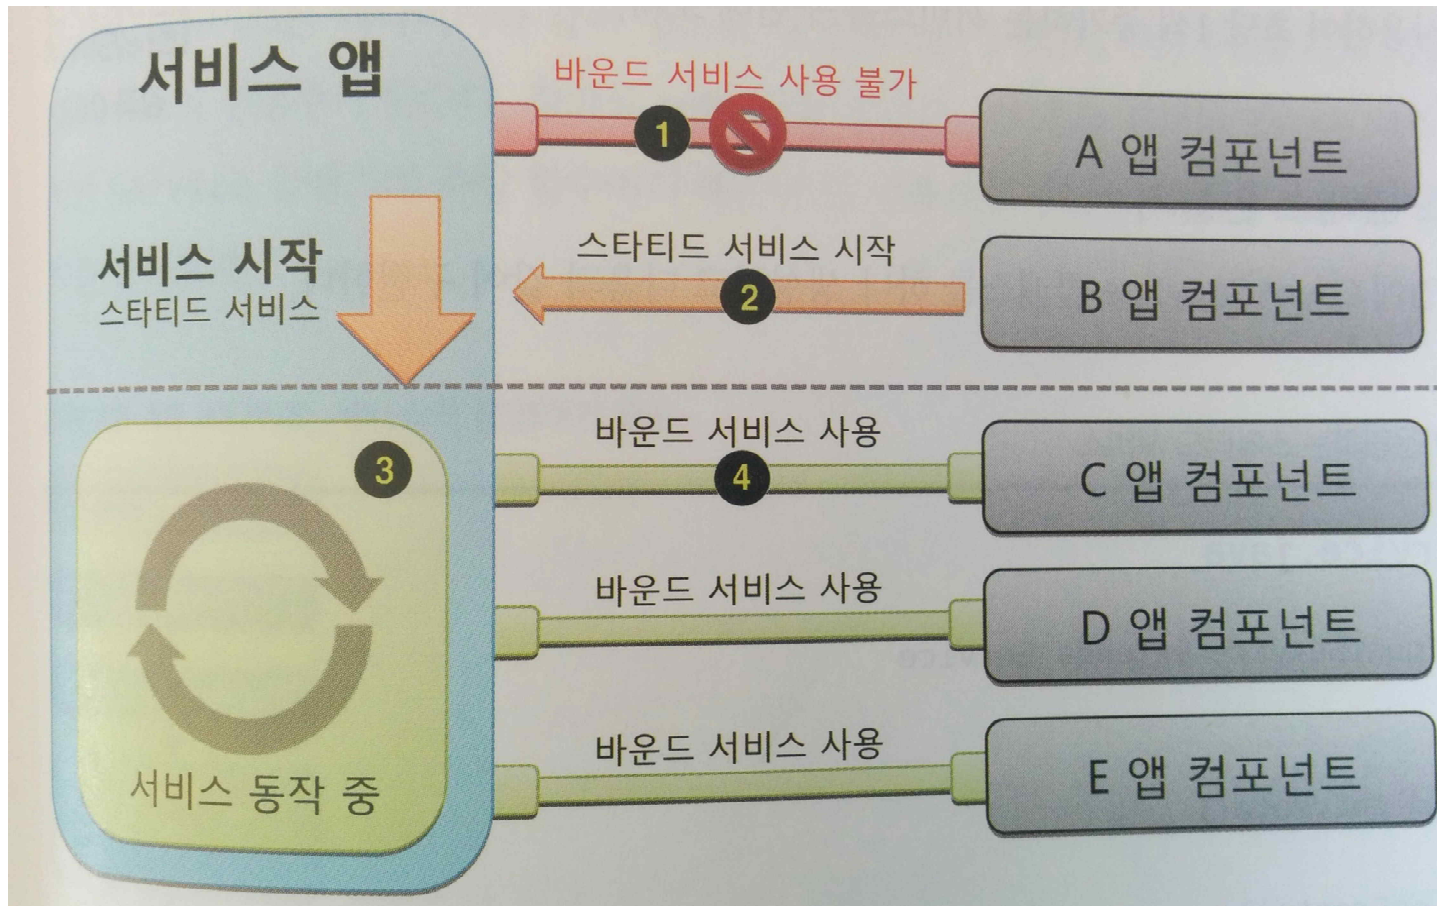 서비스 앱
바운드 서비스 사용 불가
1
A 앱 컴포넌트
스타티드 서비스 시작
서비스 시작
스타티드 서비스
2
B 앱 컴포넌트
바운드 서비스 사용
3
4
C 앱 컴포넌트
바운드 서비스 사용
D 앱 컴포넌트
바운드 서비스 사용
서비스 동작 중
E 앱 컴포넌트